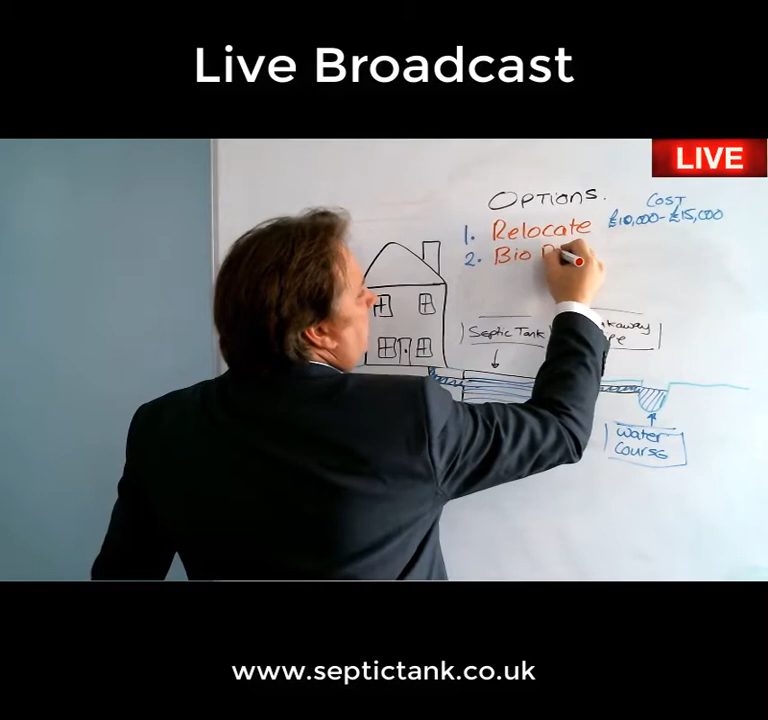 Live Broadcast
LIVE
OPTIONS.
COST
1. Relocate £10,000-£15,000
2. Bio
Septic Tank
Water
Course
www.septictank.co.uk